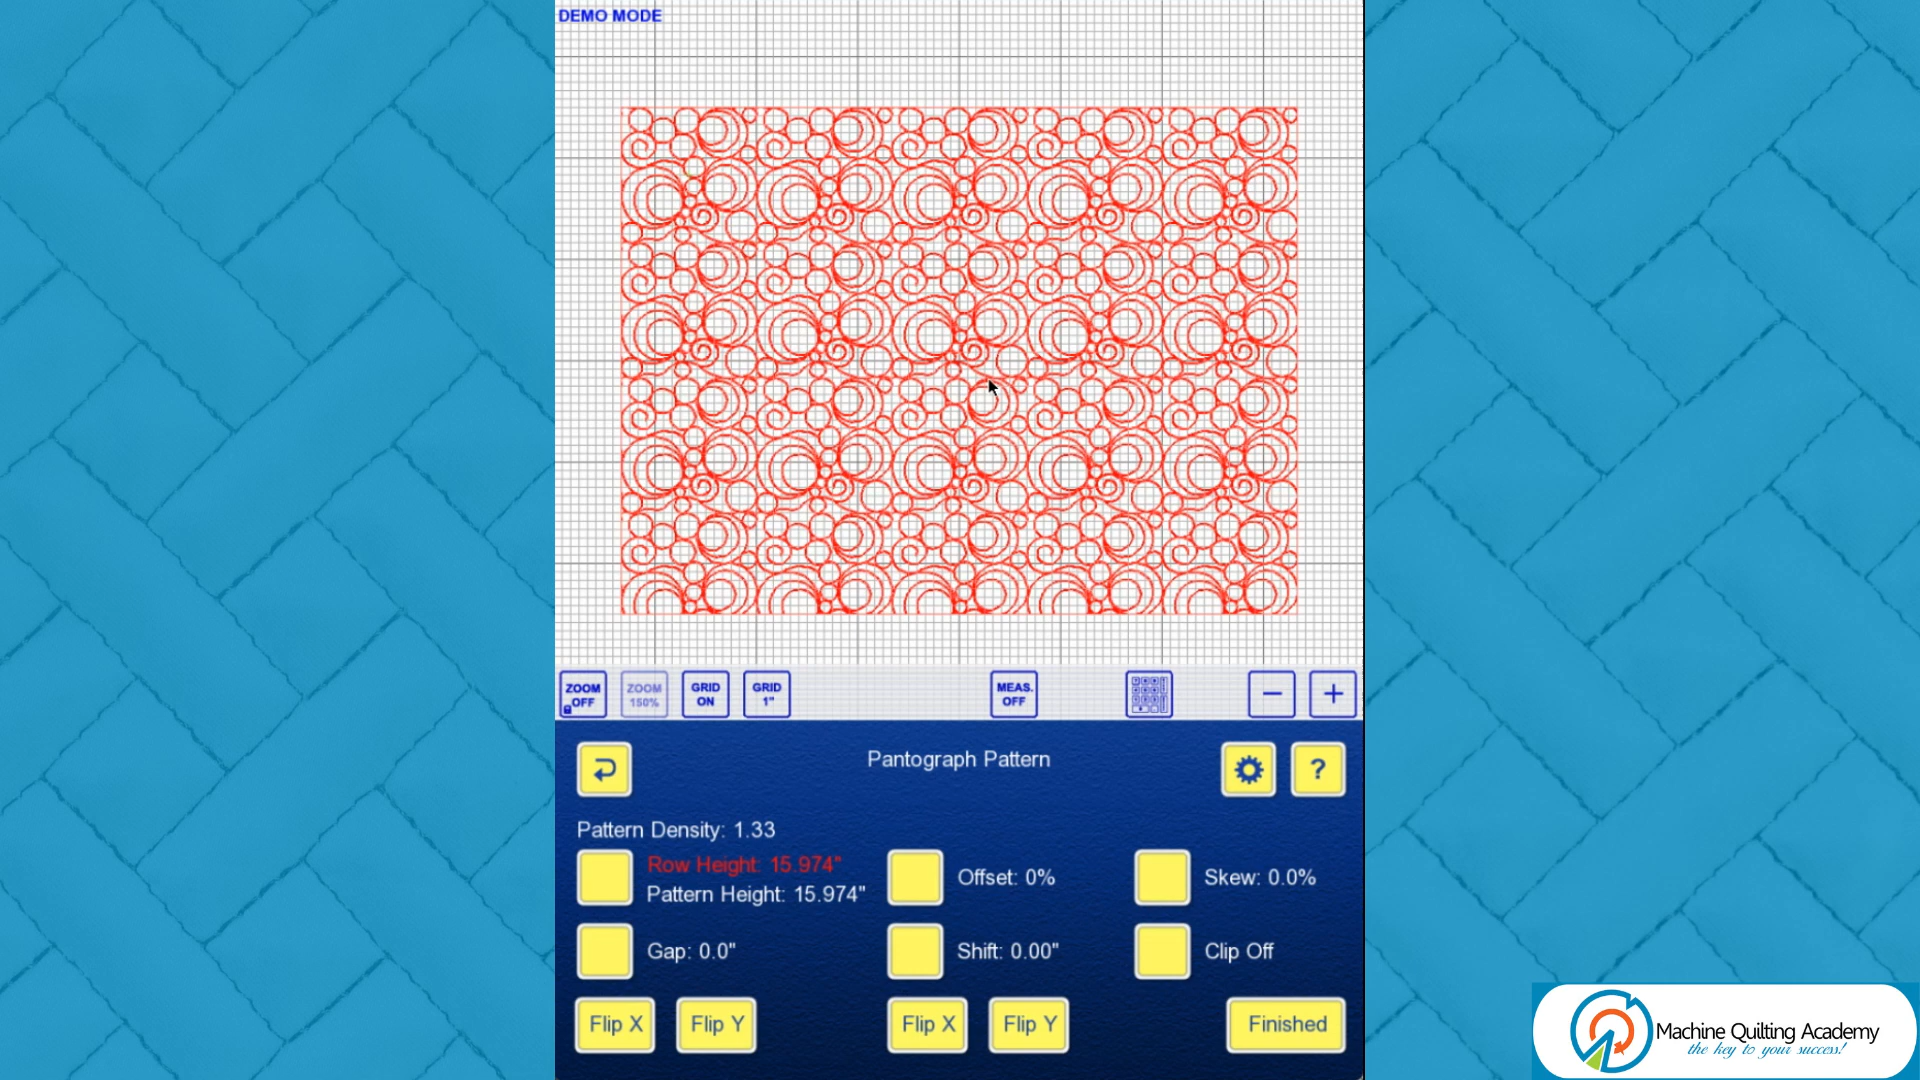 DEMO MODE
ZOOM OFF
ZOOM 150%
GRID ON
GRID 1"
MEAS. OFF
− +
Pantograph Pattern
?
Pattern Density: 1.33
Row Height: 15.974"
Pattern Height: 15.974"
Offset: 0%
Skew: 0.0%
Gap: 0.0"
Shift: 0.00"
Clip Off
Flip X
Flip Y
Flip X
Flip Y
Finished
Machine Quilting Academy
the key to your success!